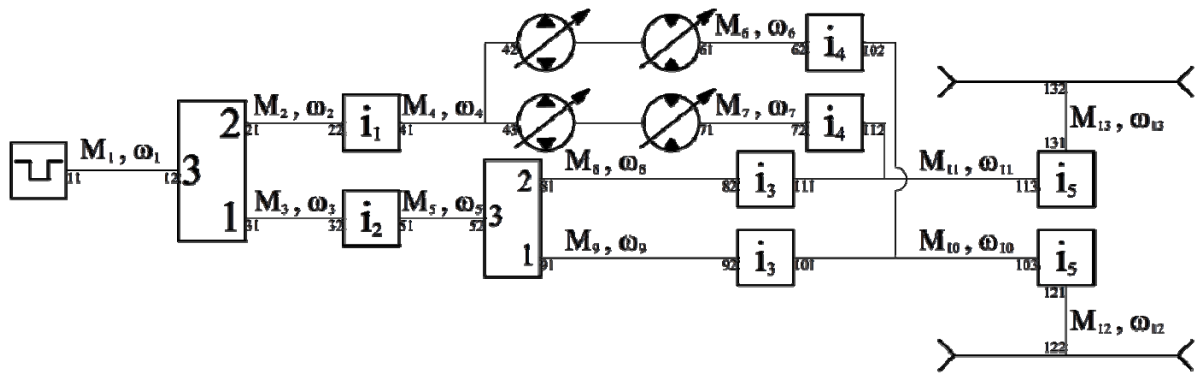 42 61 M₆, ω₆ 62 i₄ 102
M₂, ω₂ 21 22 i₁ M₄, ω₄ 41 43 71 M₇, ω₇ 72 i₄ 112
132
M₁₃, ω₁₃
131
M₁, ω₁ 11 12 3 2 1
M₈, ω₈ 81 82 i₃ 111 M₁₁, ω₁₁ 113 i₅
M₃, ω₃ 31 32 i₂ M₅, ω₅ 51 52 3 2 1
M₉, ω₉ 91 92 i₃ 101 M₁₀, ω₁₀ 103 i₅
121
M₁₂, ω₁₂
122